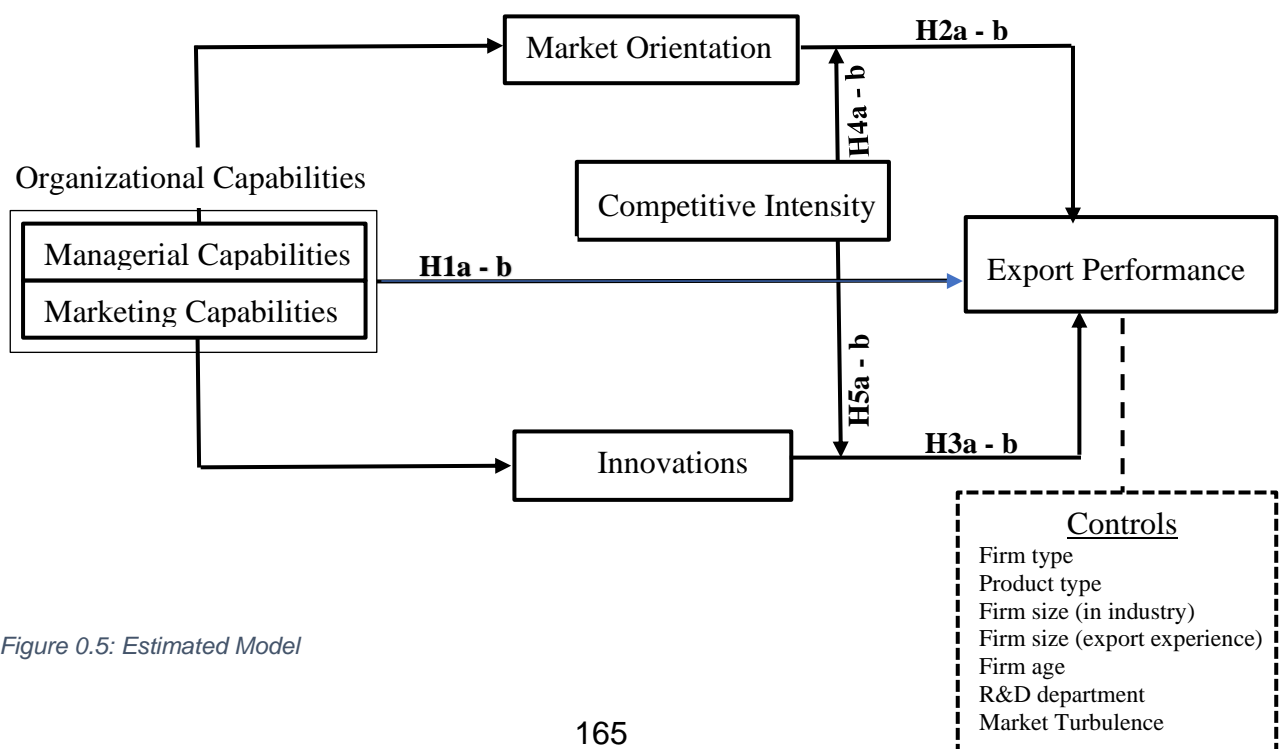 Market Orientation
H2a - b
H4a - b
Organizational Capabilities
Competitive Intensity
Managerial Capabilities
Marketing Capabilities
H1a - b
Export Performance
H5a - b
Innovations
H3a - b
Controls
Firm type
Product type
Firm size (in industry)
Firm size (export experience)
Firm age
R&D department
Market Turbulence
Figure 0.5: Estimated Model
165